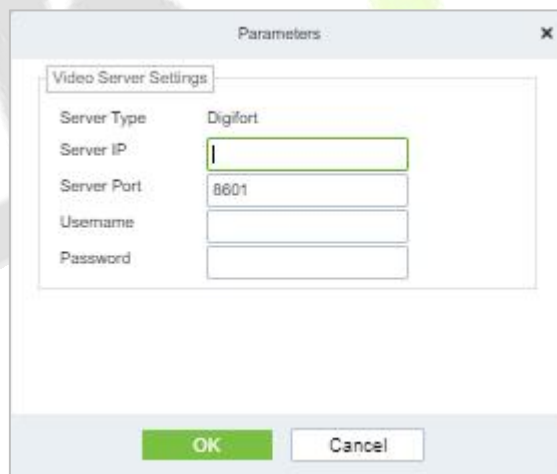 Parameters
Video Server Settings
Server Type Digifort
Server IP
Server Port 8601
Username
Password
OK Cancel